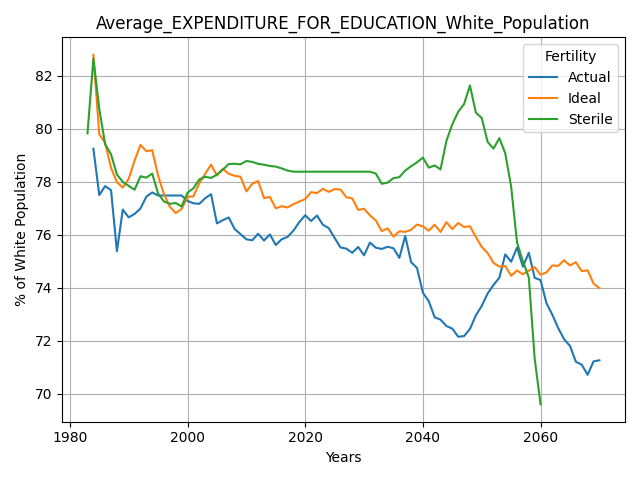 Average_EXPENDITURE_FOR_EDUCATION_White_Population
Fertility
Actual
Ideal
Sterile
% of White Population
82
80
78
76
74
72
70
1980
2000
2020
2040
2060
Years